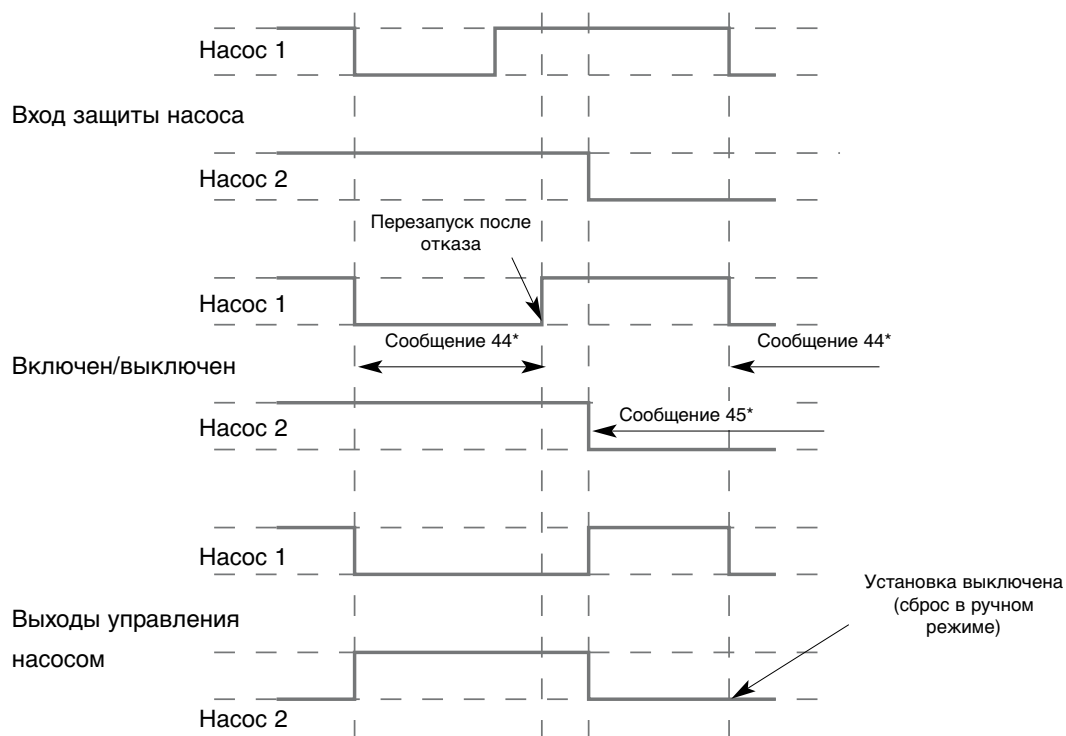 Насос 1
Вход защиты насоса
Насос 2
Перезапуск после
отказа
Насос 1
Сообщение 44*
Сообщение 44*
Включен/выключен
Насос 2
Сообщение 45*
Насос 1
Установка выключена
(сброс в ручном
режиме)
Выходы управления
насосом
Насос 2